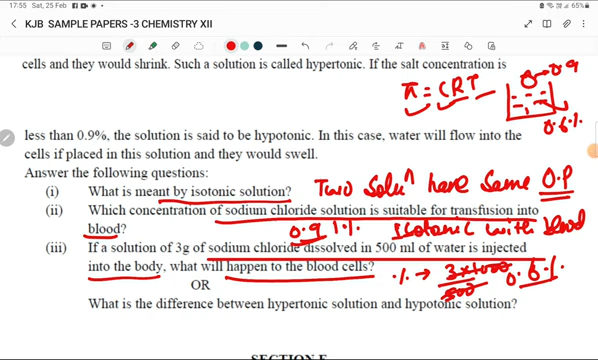 17:55 Sat, 25 Feb
65%
KJB SAMPLE PAPERS -3 CHEMISTRY XII
cells and they would shrink. Such a solution is called hypertonic. If the salt concentration is
π = CRT
0.9
0.6%
less than 0.9%, the solution is said to be hypotonic. In this case, water will flow into the
cells if placed in this solution and they would swell.
Answer the following questions:
(i) What is meant by isotonic solution? Two soluⁿ have same O.P
(ii) Which concentration of sodium chloride solution is suitable for transfusion into
blood? 0.9 1% Isotonic with blood
(iii) If a solution of 3g of sodium chloride dissolved in 500 ml of water is injected
into the body, what will happen to the blood cells? % → 3×1000 0.6%
500
OR
What is the difference between hypertonic solution and hypotonic solution?
SECTION E